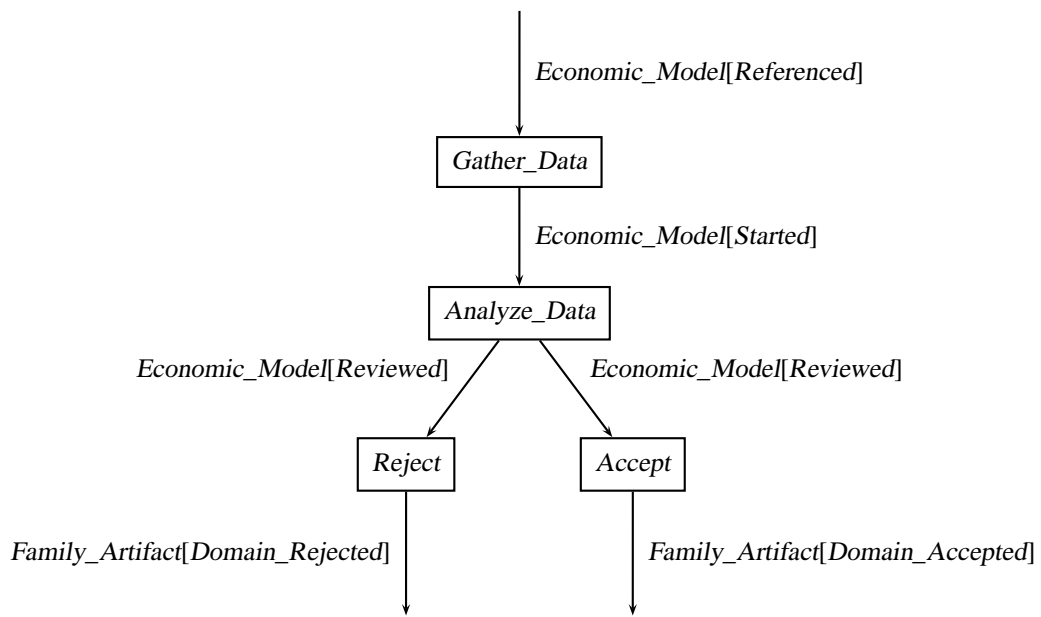 Economic_Model[Referenced]
Gather_Data
Economic_Model[Started]
Analyze_Data
Economic_Model[Reviewed]
Economic_Model[Reviewed]
Reject
Accept
Family_Artifact[Domain_Rejected]
Family_Artifact[Domain_Accepted]